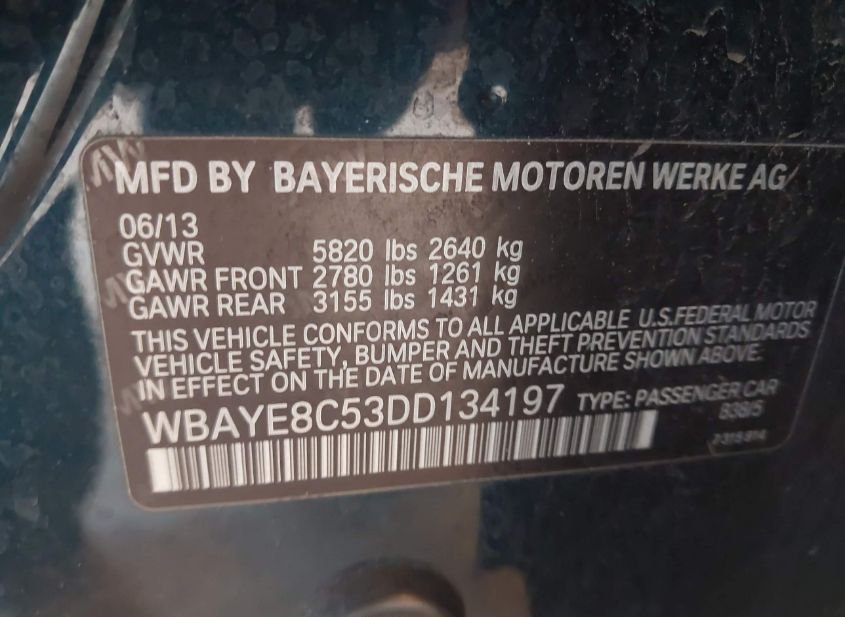 MFD BY BAYERISCHE MOTOREN WERKE AG
06/13
GVWR 5820 lbs 2640 kg
GAWR FRONT 2780 lbs 1261 kg
GAWR REAR 3155 lbs 1431 kg
THIS VEHICLE CONFORMS TO ALL APPLICABLE U.S.FEDERAL MOTOR
VEHICLE SAFETY, BUMPER AND THEFT PREVENTION STANDARDS
IN EFFECT ON THE DATE OF MANUFACTURE SHOWN ABOVE.
WBAYE8C53DD134197 TYPE: PASSENGER CAR